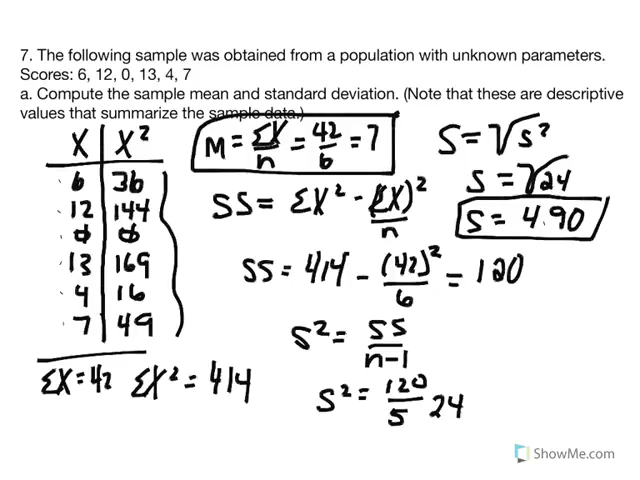 7. The following sample was obtained from a population with unknown parameters.
Scores: 6, 12, 0, 13, 4, 7
a. Compute the sample mean and standard deviation. (Note that these are descriptive
values that summarize the sample data.)
X | X²
6 | 36
12 | 144
0 | 0
13 | 169
4 | 16
7 | 49
ΣX = 42 ΣX² = 414
M = ΣX/n = 42/6 = 7
SS = ΣX² - (ΣX)²/n
SS = 414 - (42)²/6 = 120
S² = SS/n-1
S² = 120/5 24
S = √s²
S = √24
S = 4.90
ShowMe.com